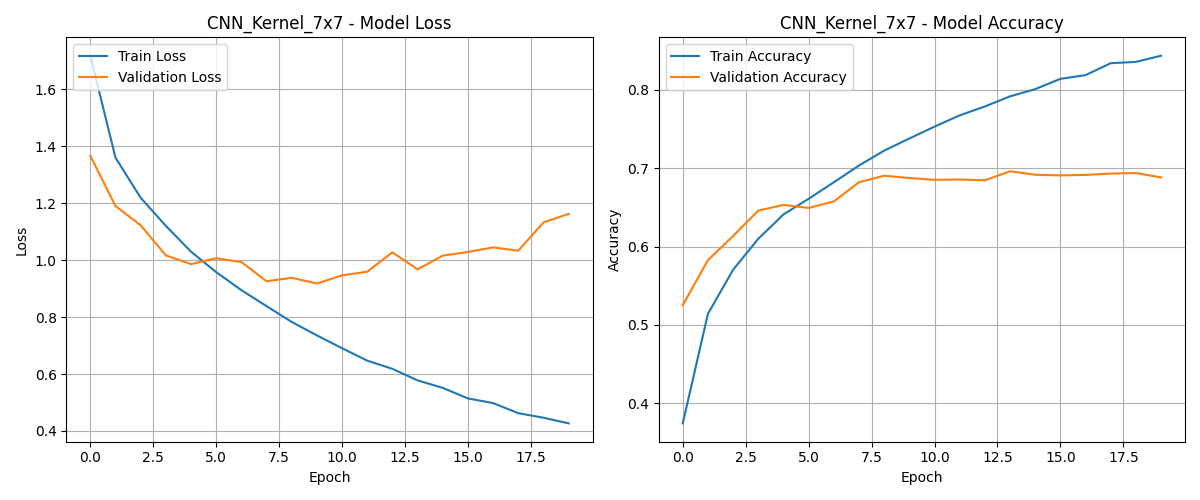 CNN_Kernel_7x7 - Model Loss
Train Loss
Validation Loss
1.6
1.4
1.2
1.0
0.8
0.6
0.4
Loss
0.0 2.5 5.0 7.5 10.0 12.5 15.0 17.5
Epoch
CNN_Kernel_7x7 - Model Accuracy
Train Accuracy
Validation Accuracy
0.8
0.7
0.6
0.5
0.4
Accuracy
0.0 2.5 5.0 7.5 10.0 12.5 15.0 17.5
Epoch